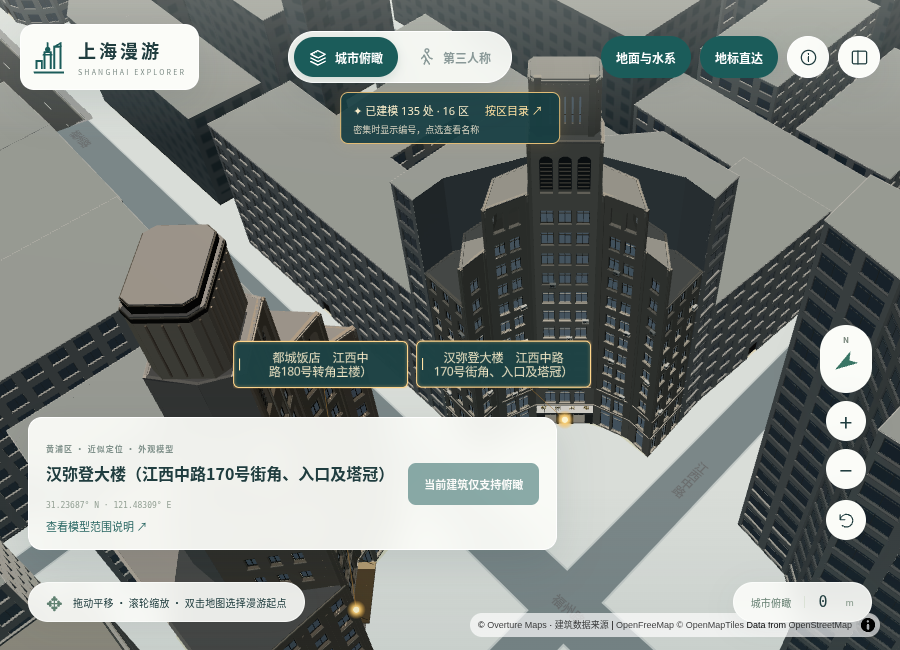 上海漫游
SHANGHAI EXPLORER
城市俯瞰
第三人称
地面与水系
地标直达
✦ 已建模 135 处 · 16 区 按区目录 ↗
密集时显示编号，点选查看名称
都城饭店 江西中
路180号转角主楼）
汉弥登大楼 江西中路
170号街角、入口及塔冠）
N
黄浦区 · 近似定位 · 外观模型
汉弥登大楼（江西中路170号街角、入口及塔冠）
当前建筑仅支持俯瞰
31.23687° N · 121.48309° E
查看模型范围说明 ↗
+
−
拖动平移 · 滚轮缩放 · 双击地图选择漫游起点
城市俯瞰 0 m
© Overture Maps · 建筑数据来源 | OpenFreeMap © OpenMapTiles Data from OpenStreetMap